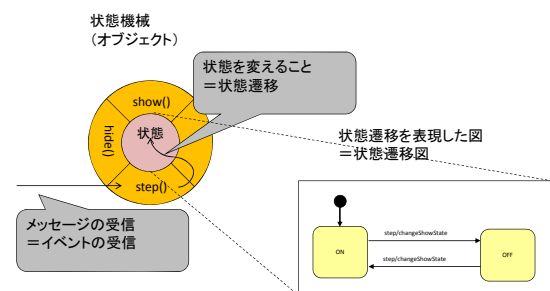 状態機械
（オブジェクト）
状態を変えること
＝状態遷移
show()
hide()
状態
step()
状態遷移を表現した図
＝状態遷移図
メッセージの受信
＝イベントの受信
step/changeShowState
ON
OFF
step/changeShowState